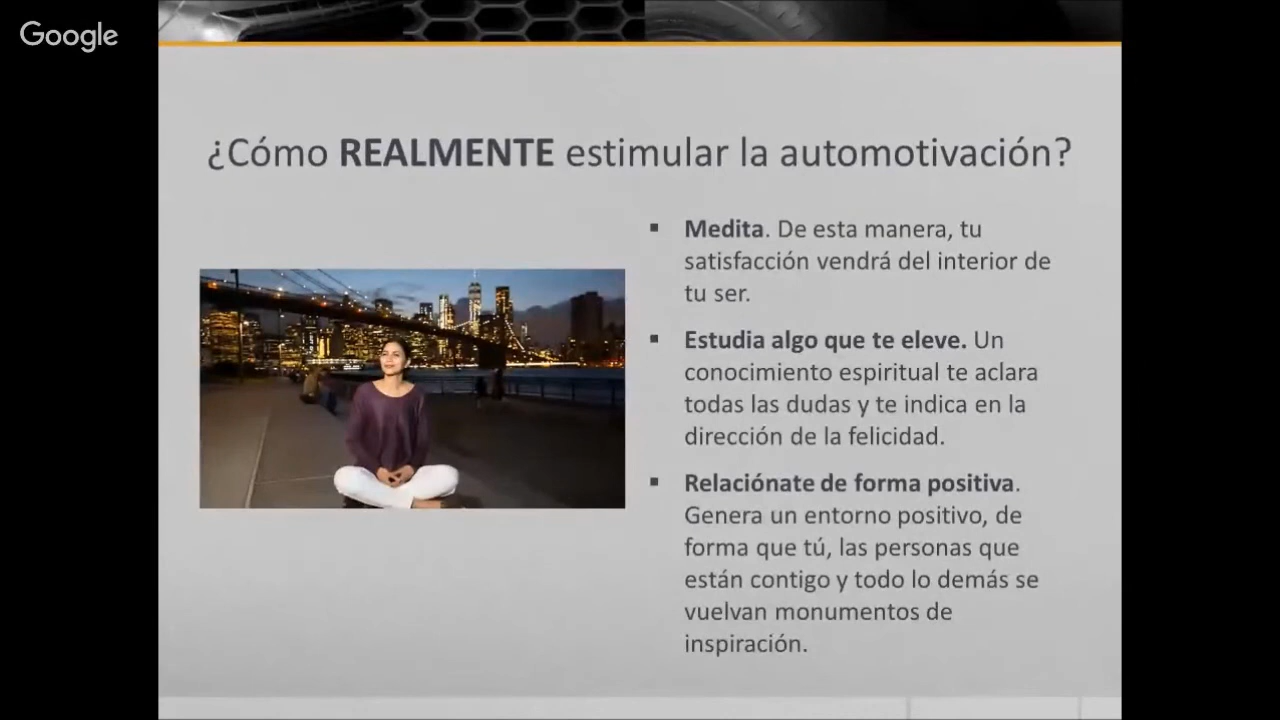 Google
¿Cómo REALMENTE estimular la automotivación?
▪ Medita. De esta manera, tu
satisfacción vendrá del interior de
tu ser.
▪ Estudia algo que te eleve. Un
conocimiento espiritual te aclara
todas las dudas y te indica en la
dirección de la felicidad.
▪ Relaciónate de forma positiva.
Genera un entorno positivo, de
forma que tú, las personas que
están contigo y todo lo demás se
vuelvan monumentos de
inspiración.